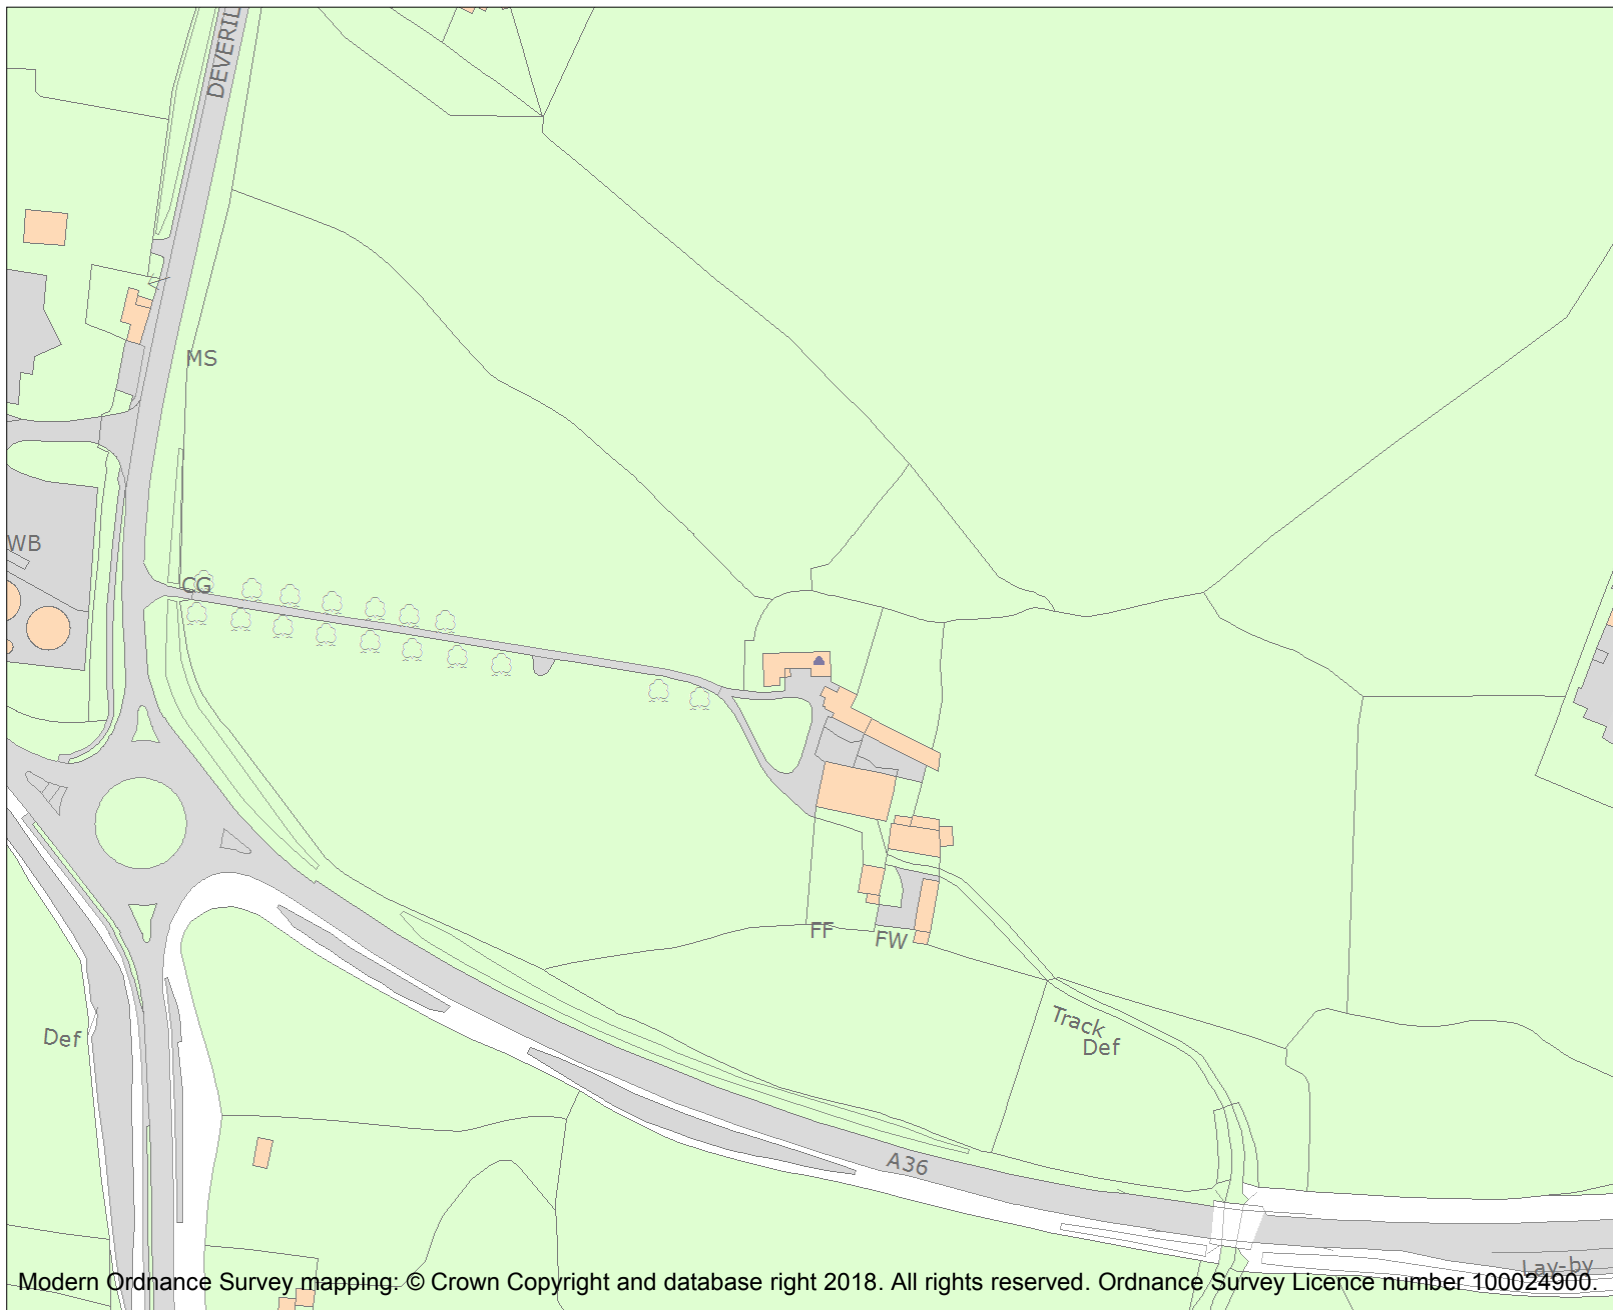 DEVERIL
MS
WB
CG
FF
FW
Track
Def
Def
A36
Lay-by
Modern Ordnance Survey mapping: © Crown Copyright and database right 2018. All rights reserved. Ordnance Survey Licence number 100024900.